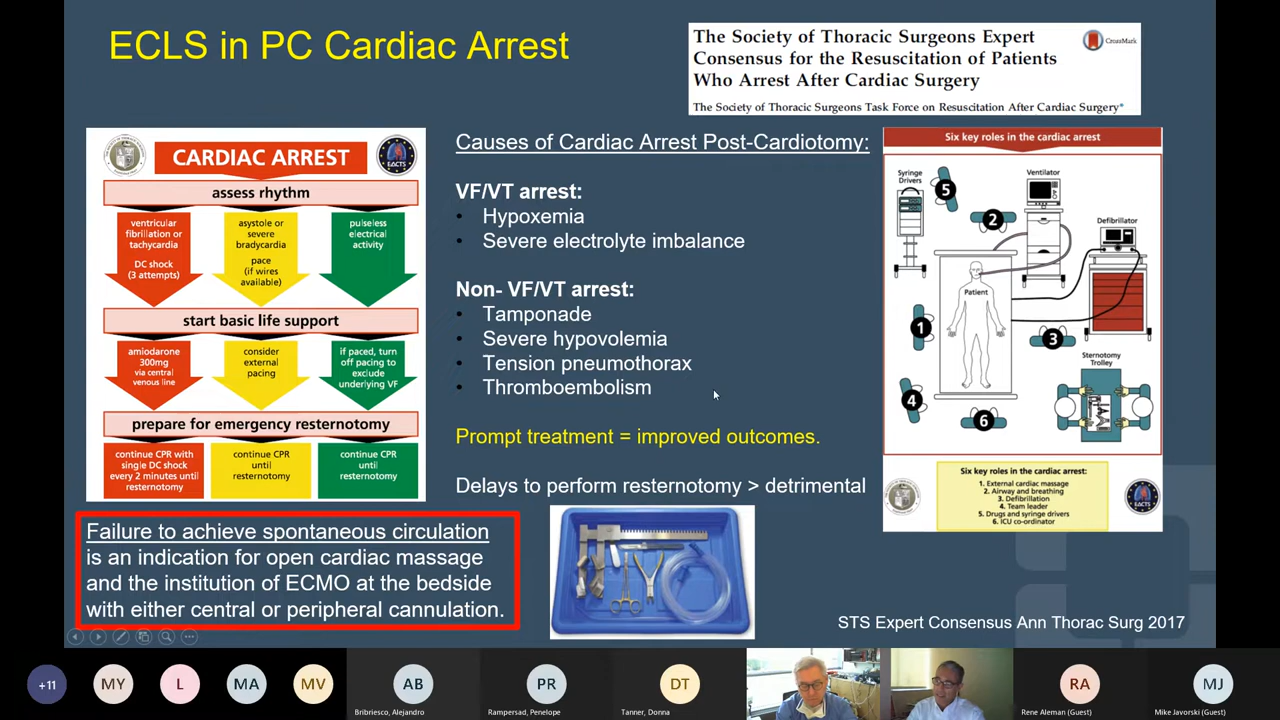 ECLS in PC Cardiac Arrest
The Society of Thoracic Surgeons Expert
Consensus for the Resuscitation of Patients
Who Arrest After Cardiac Surgery
CrossMark
The Society of Thoracic Surgeons Task Force on Resuscitation After Cardiac Surgery*
CARDIAC ARREST
EACTS
assess rhythm
ventricular
fibrillation or
tachycardia
DC shock
(3 attempts)
asystole or
severe
bradycardia
pace
(if wires
available)
pulseless
electrical
activity
start basic life support
amiodarone
300mg
via central
venous line
consider
external
pacing
if paced, turn
off pacing to
exclude
underlying VF
prepare for emergency resternotomy
continue CPR with
single DC shock
every 2 minutes until
resternotomy
continue CPR
until
resternotomy
continue CPR
until
resternotomy
Failure to achieve spontaneous circulation
is an indication for open cardiac massage
and the institution of ECMO at the bedside
with either central or peripheral cannulation.
Causes of Cardiac Arrest Post-Cardiotomy:
VF/VT arrest:
• Hypoxemia
• Severe electrolyte imbalance
Non- VF/VT arrest:
• Tamponade
• Severe hypovolemia
• Tension pneumothorax
• Thromboembolism
Prompt treatment = improved outcomes.
Delays to perform resternotomy > detrimental
Six key roles in the cardiac arrest
Syringe
Drivers
5
Ventilator
2
Defibrillator
Patient
1
3
Sternotomy
Trolley
4
6
Six key roles in the cardiac arrest:
1. External cardiac massage
2. Airway and breathing
3. Defibrillation
4. Team leader
5. Drugs and syringe drivers
6. ICU co-ordinator
EACTS
STS Expert Consensus Ann Thorac Surg 2017
+11
MY
L
MA
MV
AB
Bribriesco, Alejandro
PR
Rampersad, Penelope
DT
Tanner, Donna
RA
Rene Aleman (Guest)
MJ
Mike Javorski (Guest)